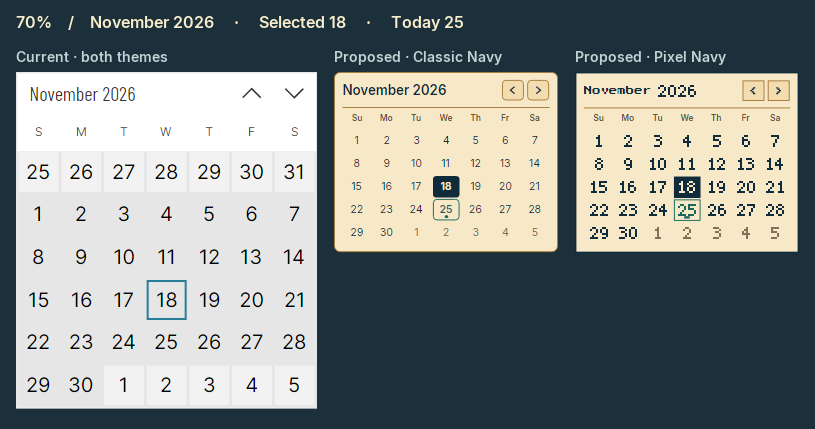 70% / November 2026 · Selected 18 · Today 25
Current · both themes
November 2026
S M T W T F S
25 26 27 28 29 30 31
1 2 3 4 5 6 7
8 9 10 11 12 13 14
15 16 17 18 19 20 21
22 23 24 25 26 27 28
29 30 1 2 3 4 5
Proposed · Classic Navy
November 2026
Su Mo Tu We Th Fr Sa
1 2 3 4 5 6 7
8 9 10 11 12 13 14
15 16 17 18 19 20 21
22 23 24 25 26 27 28
29 30 1 2 3 4 5
Proposed · Pixel Navy
November 2026
Su Mo Tu We Th Fr Sa
1 2 3 4 5 6 7
8 9 10 11 12 13 14
15 16 17 18 19 20 21
22 23 24 25 26 27 28
29 30 1 2 3 4 5